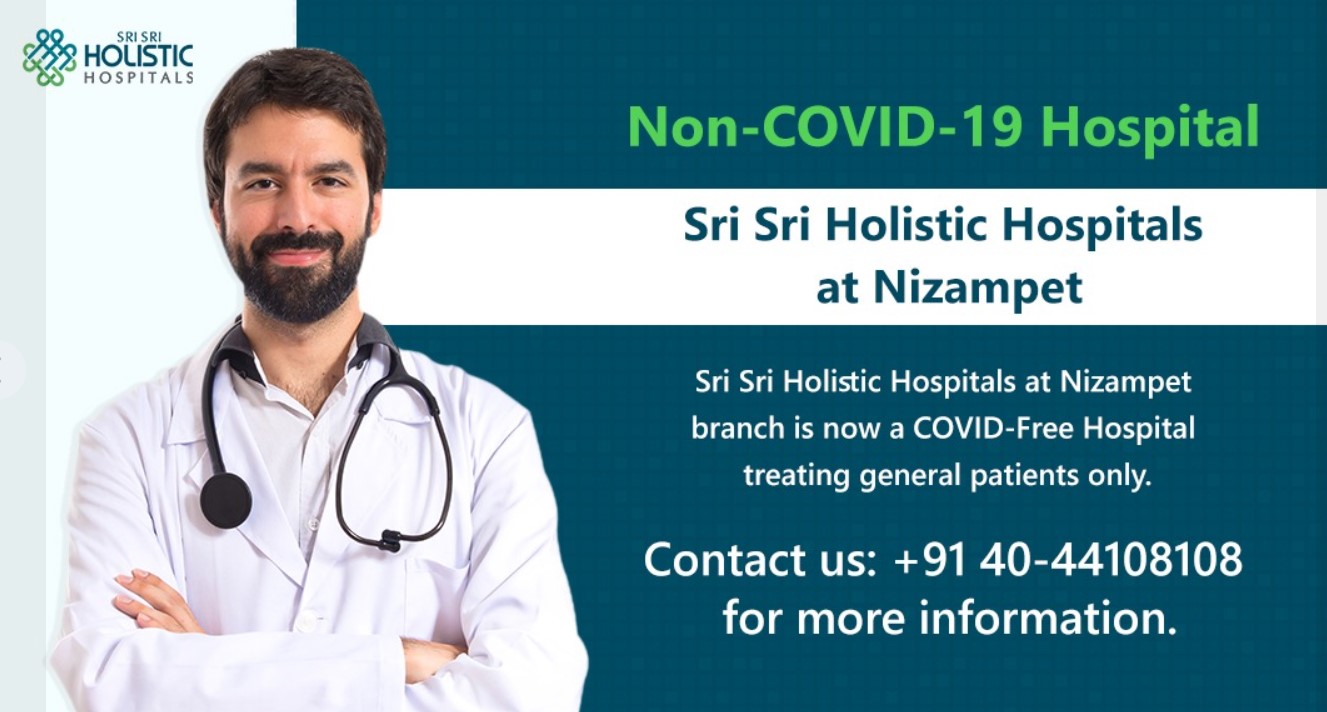 SRI SRI
HOLISTIC
HOSPITALS
Non-COVID-19 Hospital
Sri Sri Holistic Hospitals
at Nizampet
Sri Sri Holistic Hospitals at Nizampet
branch is now a COVID-Free Hospital
treating general patients only.
Contact us: +91 40-44108108
for more information.